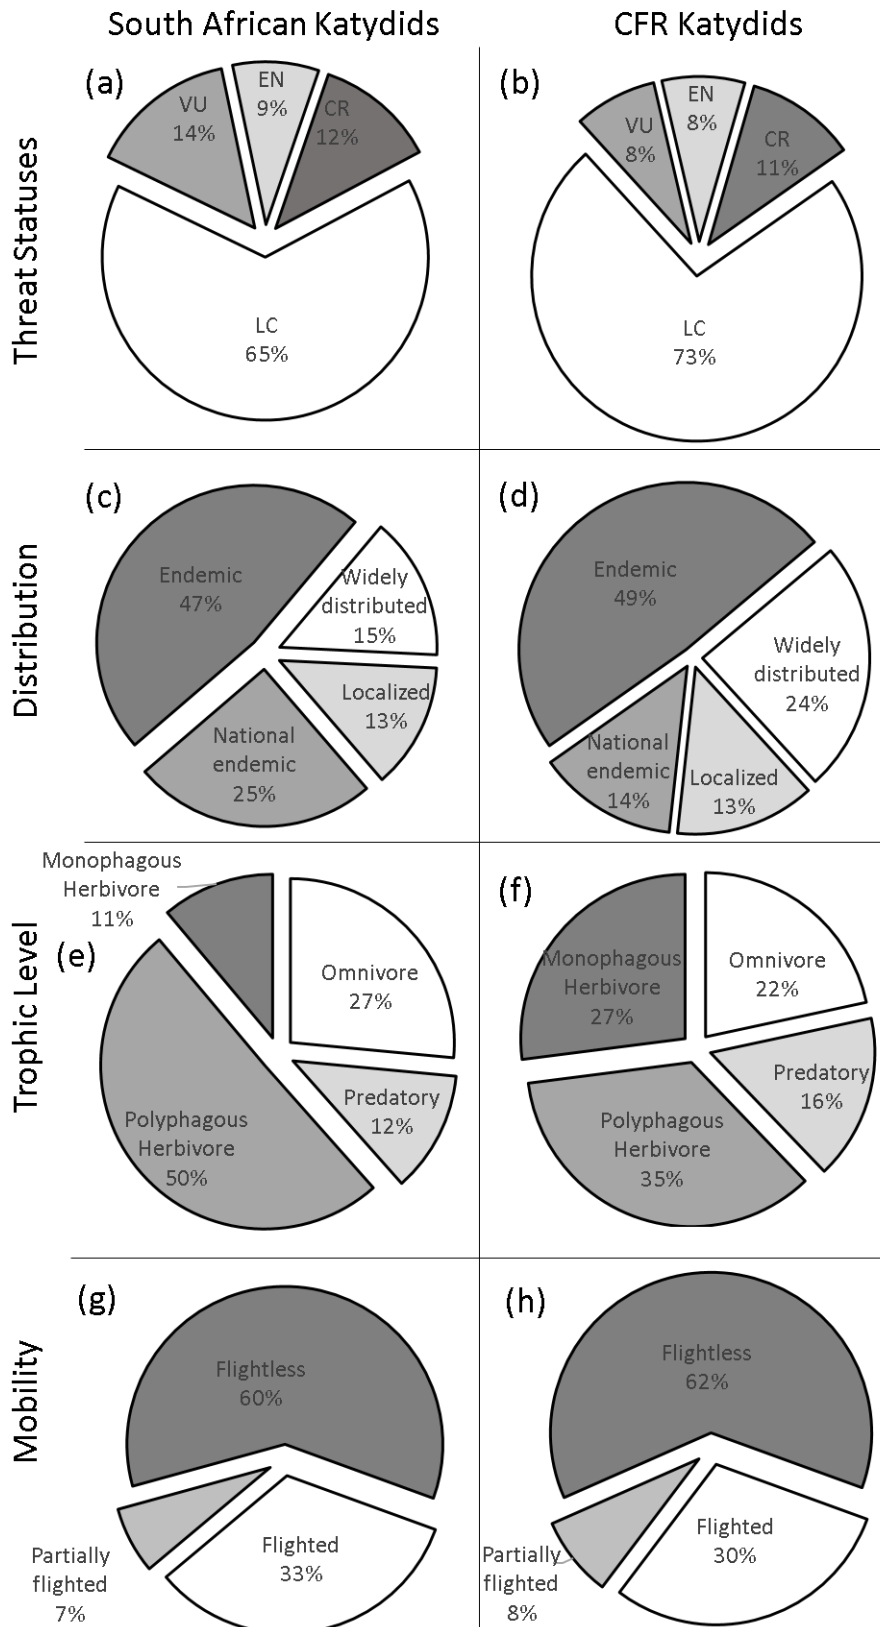 South African Katydids
CFR Katydids
Threat Statuses
(a)
VU
14%
EN
9%
CR
12%
LC
65%
(b)
VU
8%
EN
8%
CR
11%
LC
73%
Distribution
(c)
Endemic
47%
Widely
distributed
15%
Localized
13%
National
endemic
25%
(d)
Endemic
49%
Widely
distributed
24%
National
endemic
14%
Localized
13%
Trophic Level
Monophagous
Herbivore
11%
(e)
Omnivore
27%
Predatory
12%
Polyphagous
Herbivore
50%
(f)
Monophagous
Herbivore
27%
Omnivore
22%
Predatory
16%
Polyphagous
Herbivore
35%
Mobility
(g)
Flightless
60%
Flighted
33%
Partially
flighted
7%
(h)
Flightless
62%
Flighted
30%
Partially
flighted
8%